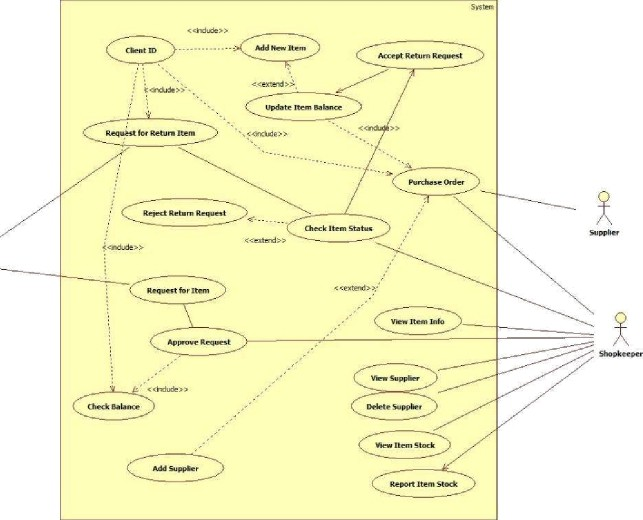 System
<<include>>
Client ID
Add New Item
Accept Return Request
<<extend>>
<<include>>
Update Item Balance
Request for Return Item
<<include>>
<<include>>
Purchase Order
Reject Return Request
Check Item Status
Supplier
<<extend>>
<<include>>
Request for Item
<<extend>>
View Item Info
Approve Request
Shopkeeper
View Supplier
<<include>>
Check Balance
Delete Supplier
View Item Stock
Add Supplier
Report Item Stock